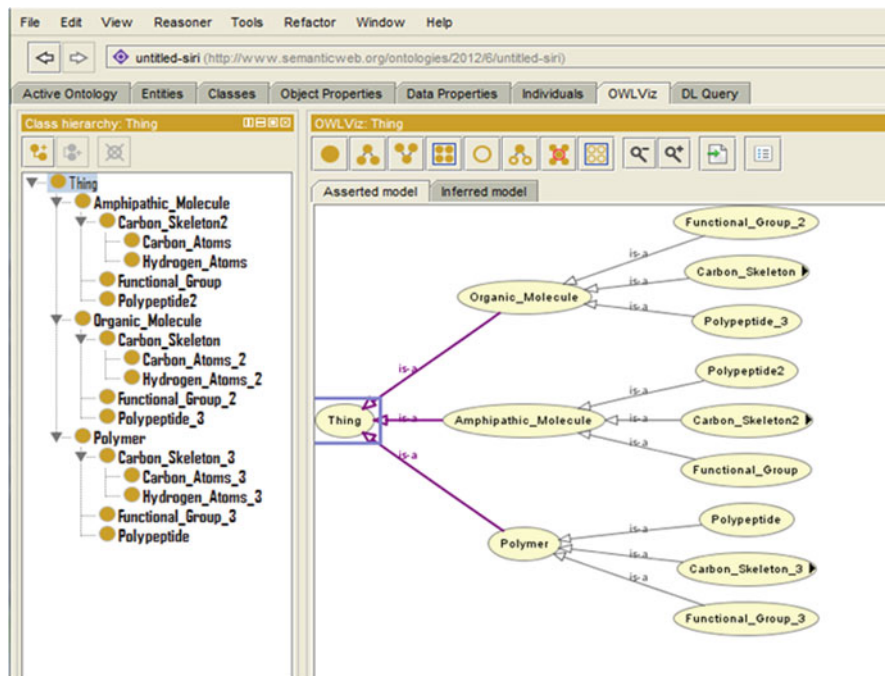 File Edit View Reasoner Tools Refactor Window Help
untitled-siri (http://www.semanticweb.org/ontologies/2012/6/untitled-siri)
Active Ontology Entities Classes Object Properties Data Properties Individuals OWLViz DL Query
Class hierarchy: Thing
Thing
Amphipathic_Molecule
Carbon_Skeleton2
Carbon_Atoms
Hydrogen_Atoms
Functional_Group
Polypeptide2
Organic_Molecule
Carbon_Skeleton
Carbon_Atoms_2
Hydrogen_Atoms_2
Functional_Group_2
Polypeptide_3
Polymer
Carbon_Skeleton_3
Carbon_Atoms_3
Hydrogen_Atoms_3
Functional_Group_3
Polypeptide
OWLViz: Thing
Asserted model Inferred model
Functional_Group_2
is-a
Carbon_Skeleton
is-a
Organic_Molecule
is-a
Polypeptide_3
is-a
Polypeptide2
is-a
Thing
is-a
Amphipathic_Molecule
is-a
Carbon_Skeleton2
is-a
Functional_Group
is-a
Polypeptide
is-a
Polymer
is-a
Carbon_Skeleton_3
is-a
Functional_Group_3